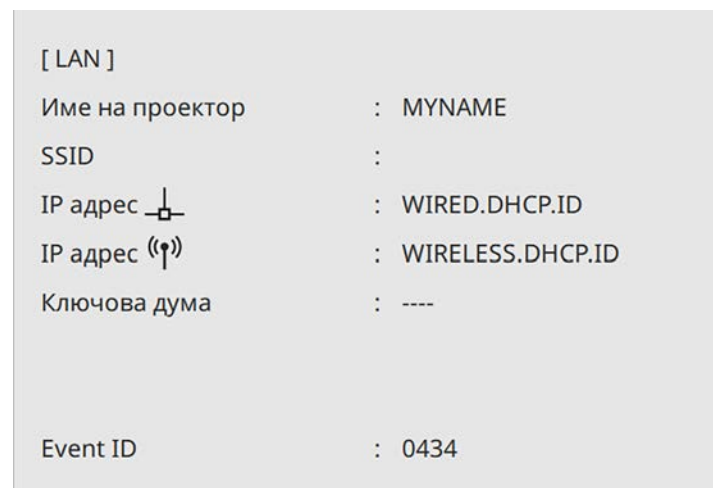 [ LAN ]
Име на проектор : MYNAME
SSID :
IP адрес : WIRED.DHCP.ID
IP адрес : WIRELESS.DHCP.ID
Ключова дума : ----
Event ID : 0434